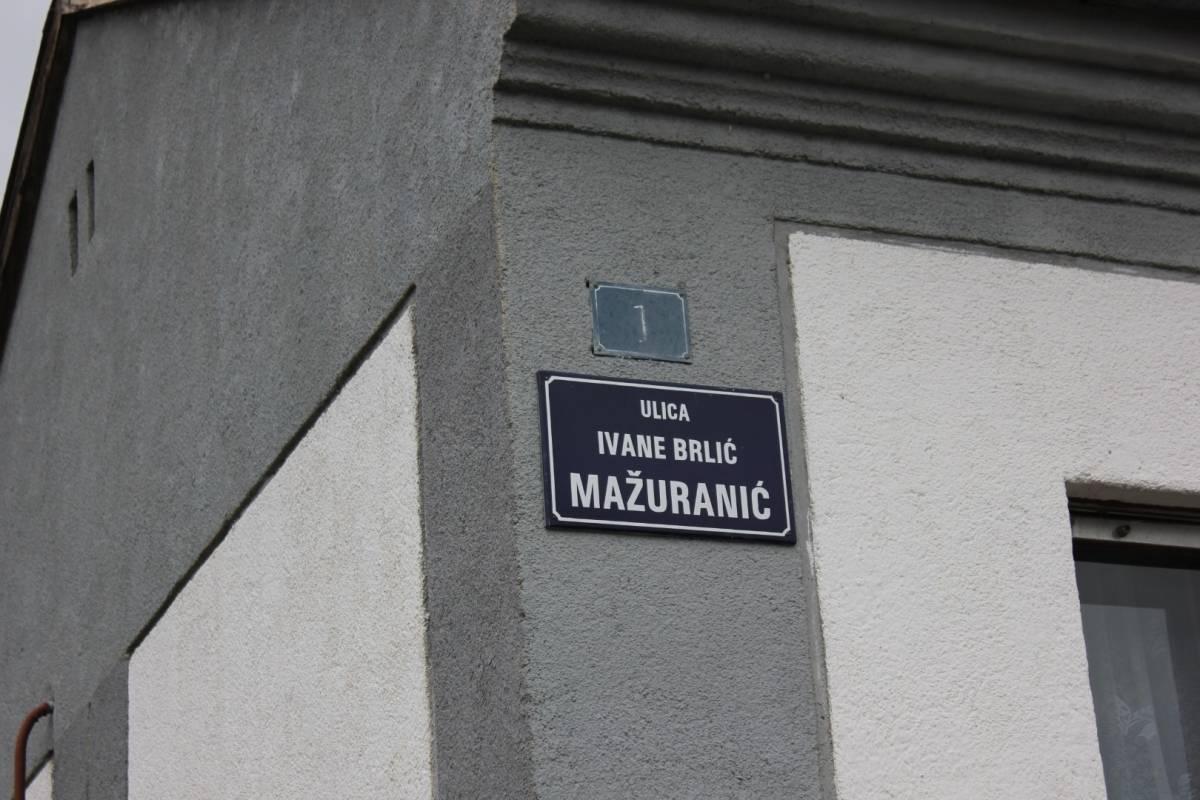 1
ULICA
IVANE BRLIĆ
MAŽURANIĆ